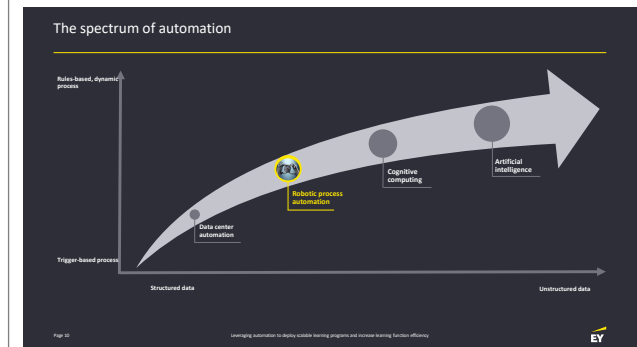 The spectrum of automation
Rules-based, dynamic
process
Artificial
intelligence
Cognitive
computing
Robotic process
automation
Data center
automation
Trigger-based process
Structured data
Unstructured data
Page 10
Leveraging automation to deploy scalable learning programs and increase learning function efficiency
EY